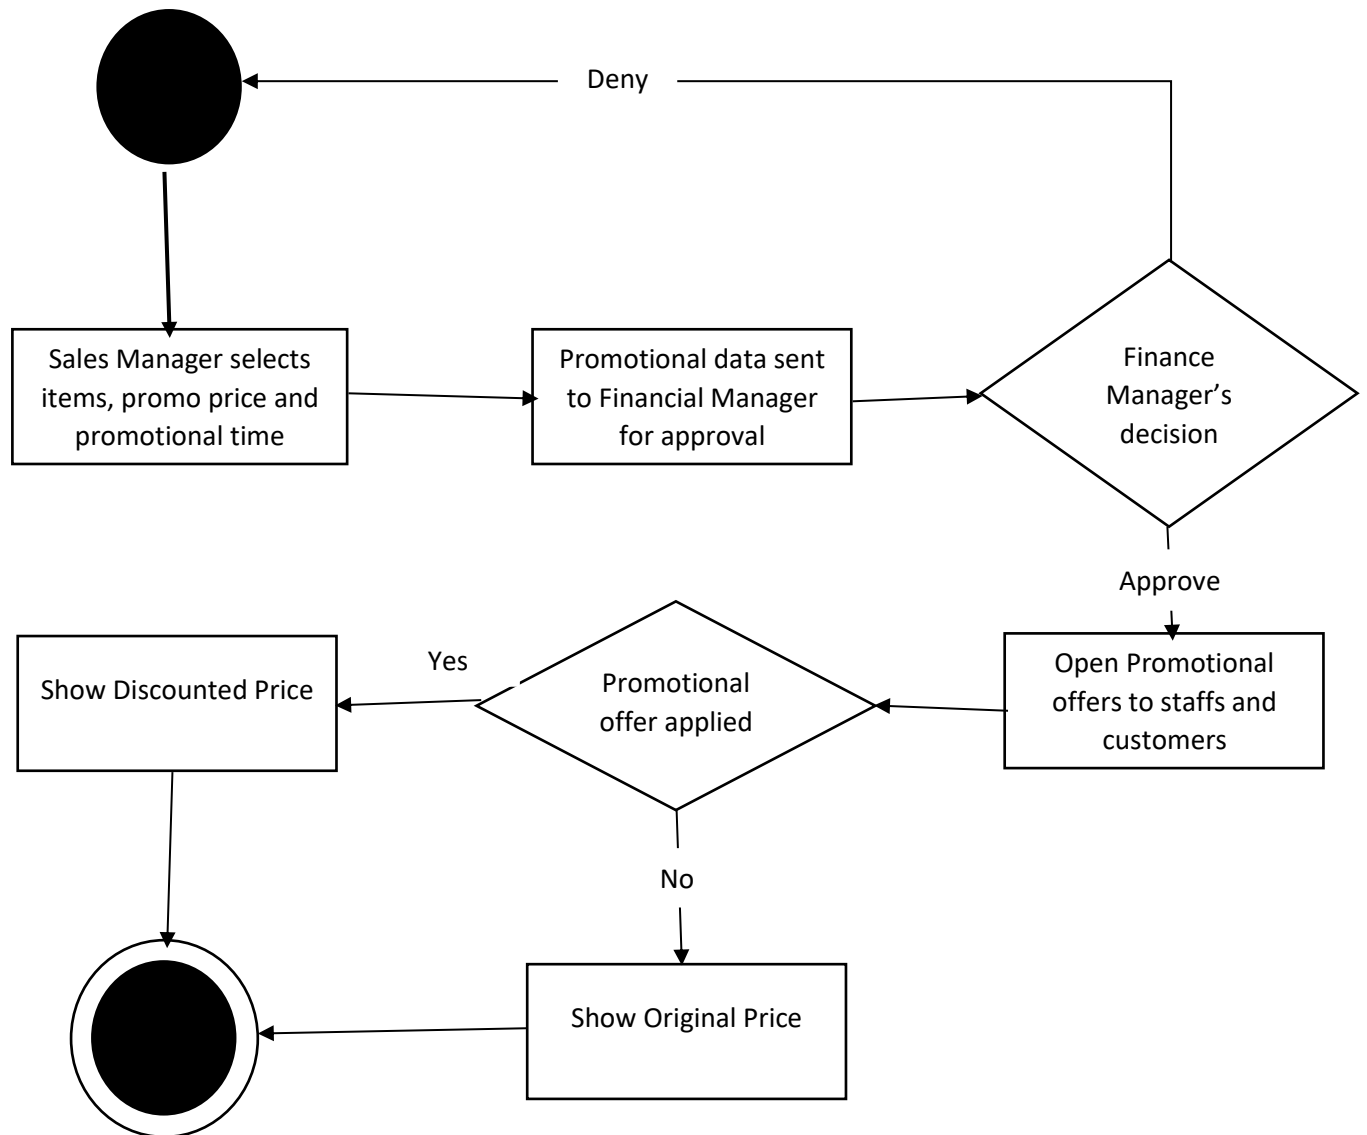 Deny
Sales Manager selects
items, promo price and
promotional time
Promotional data sent
to Financial Manager
for approval
Finance
Manager’s
decision
Approve
Open Promotional
offers to staffs and
customers
Promotional
offer applied
Yes
Show Discounted Price
No
Show Original Price